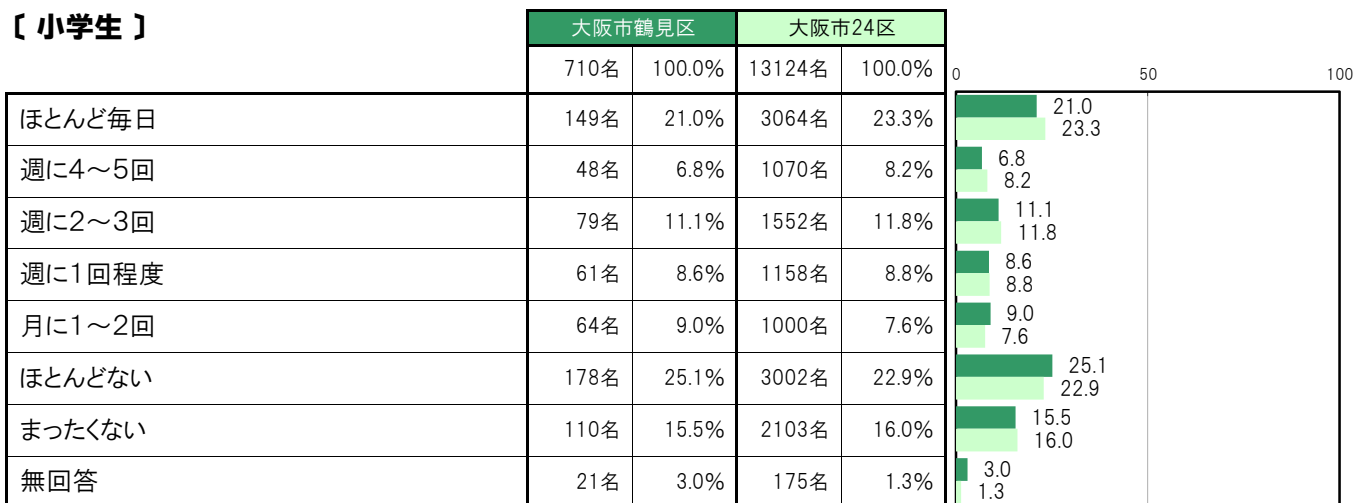 〔 小学生 〕
大阪市鶴見区 大阪市24区
710名 100.0% 13124名 100.0% 0 50 100
ほとんど毎日 149名 21.0% 3064名 23.3% 21.0
23.3
週に4～5回 48名 6.8% 1070名 8.2% 6.8
8.2
週に2～3回 79名 11.1% 1552名 11.8% 11.1
11.8
週に1回程度 61名 8.6% 1158名 8.8% 8.6
8.8
月に1～2回 64名 9.0% 1000名 7.6% 9.0
7.6
ほとんどない 178名 25.1% 3002名 22.9% 25.1
22.9
まったくない 110名 15.5% 2103名 16.0% 15.5
16.0
無回答 21名 3.0% 175名 1.3% 3.0
1.3